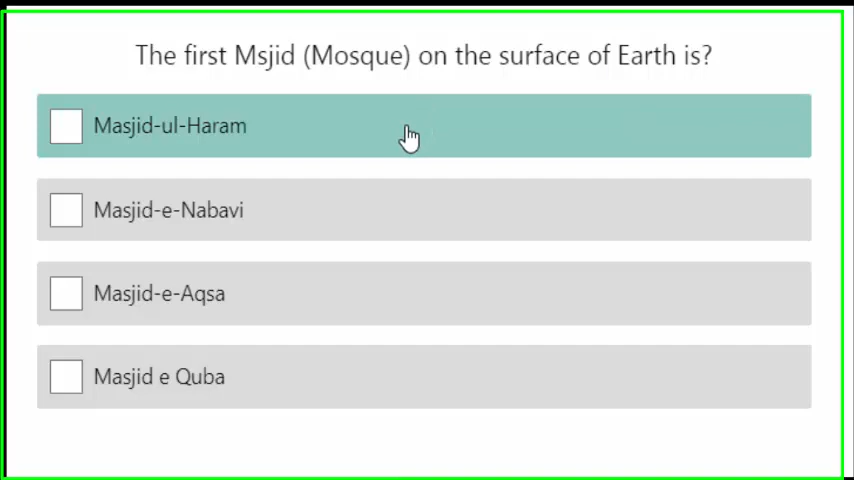 The first Msjid (Mosque) on the surface of Earth is?
Masjid-ul-Haram
Masjid-e-Nabavi
Masjid-e-Aqsa
Masjid e Quba